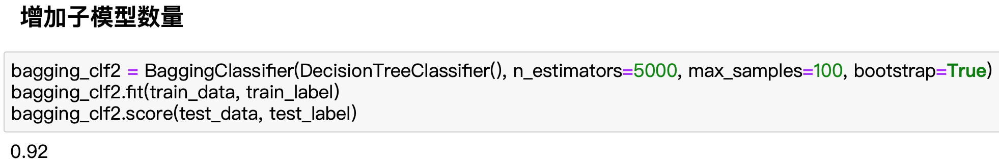 增加子模型数量
bagging_clf2 = BaggingClassifier(DecisionTreeClassifier(), n_estimators=5000, max_samples=100, bootstrap=True)
bagging_clf2.fit(train_data, train_label)
bagging_clf2.score(test_data, test_label)
0.92